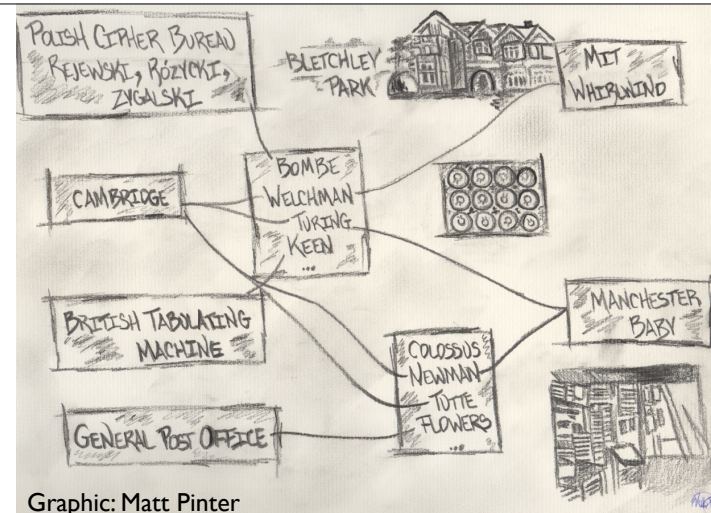 POLISH CIPHER BUREAU
REJEWSKI, RÓZYCKI,
ZYGALSKI
BLETCHLEY
PARK
MIT
WHIRLWIND
BOMBE
WELCHMAN
TURING
KEEN
...
CAMBRIDGE
BRITISH TABULATING
MACHINE
MANCHESTER
BABY
COLOSSUS
NEWMAN
TUTTE
FLOWERS
...
GENERAL POST OFFICE
Graphic: Matt Pinter